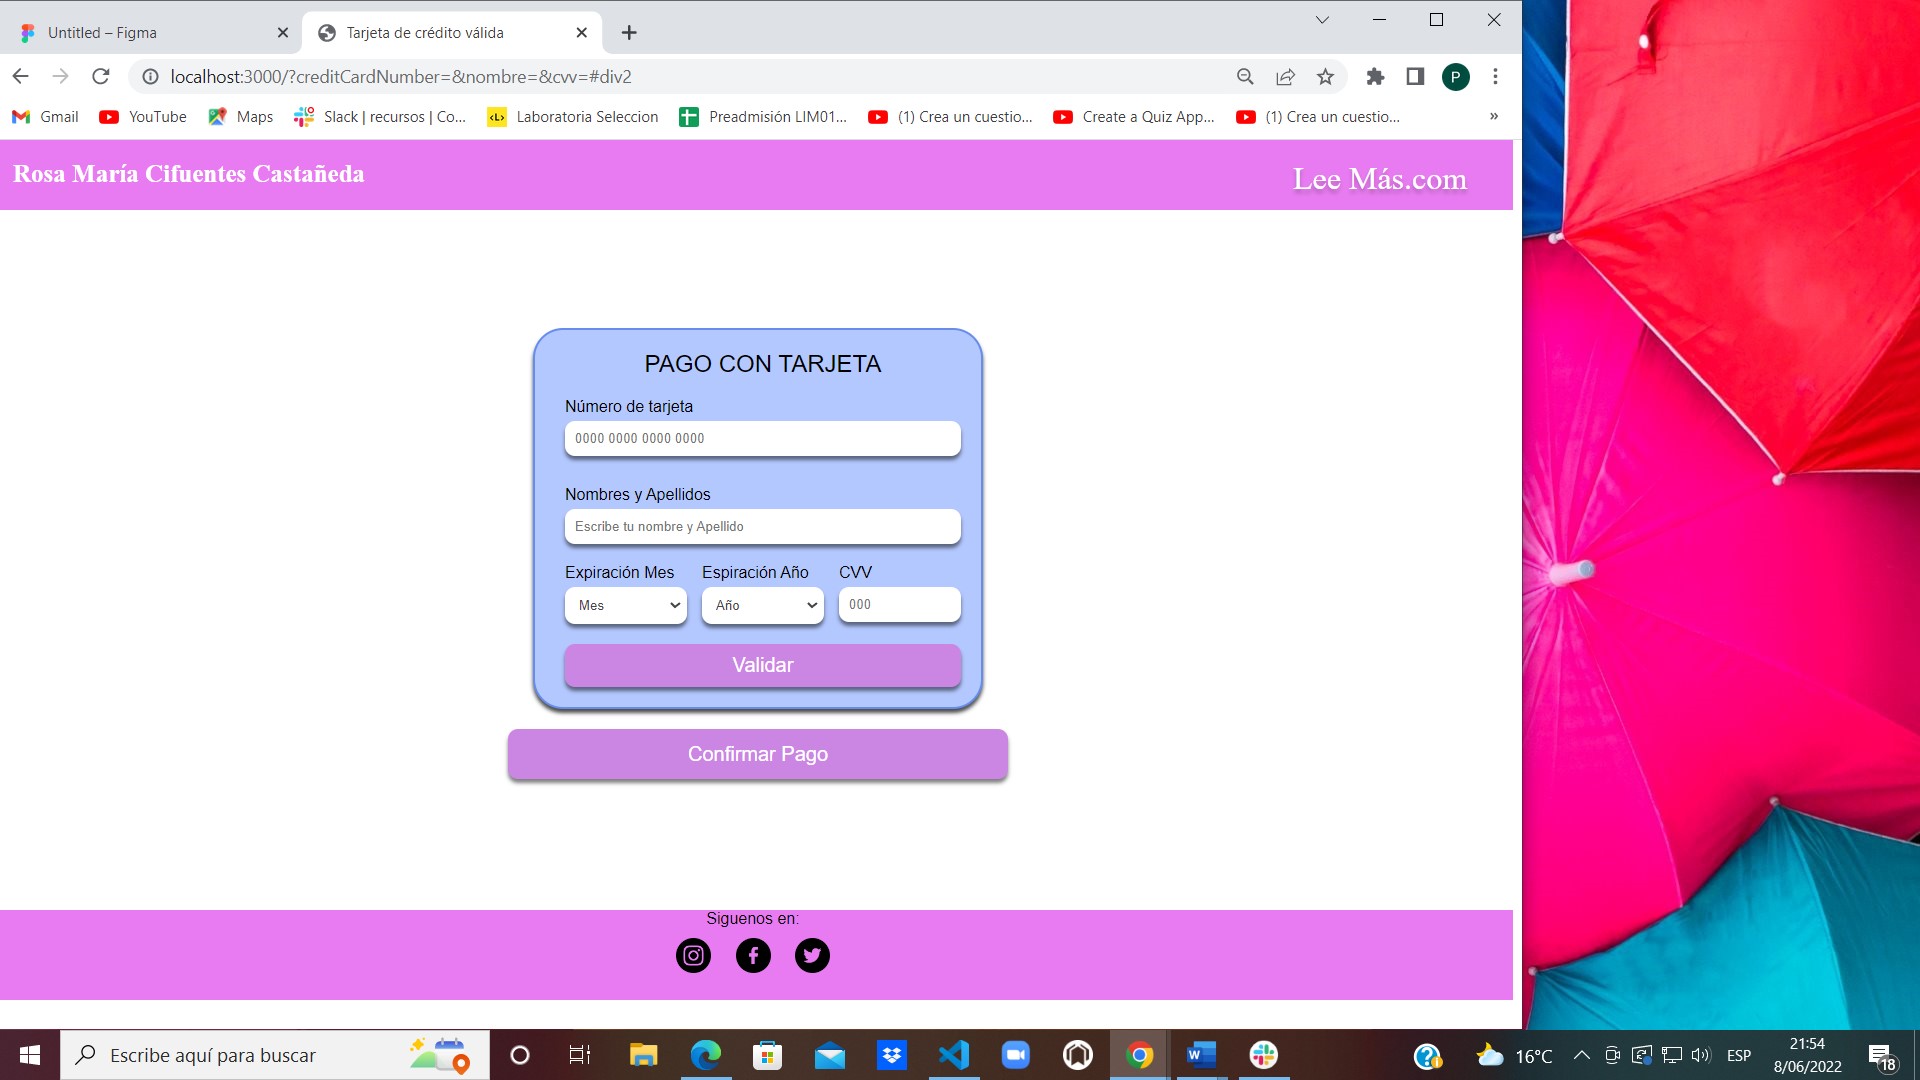 Untitled – Figma
Tarjeta de crédito válida
localhost:3000/?creditCardNumber=&nombre=&cvv=#div2
P
Gmail
YouTube
Maps
Slack | recursos | Co...
Laboratoria Seleccion
Preadmisión LIM01...
(1) Crea un cuestio...
Create a Quiz App...
(1) Crea un cuestio...
»
Rosa María Cifuentes Castañeda
Lee Más.com
PAGO CON TARJETA
Número de tarjeta
0000 0000 0000 0000
Nombres y Apellidos
Escribe tu nombre y Apellido
Expiración Mes
Espiración Año
CVV
Mes
Año
000
Validar
Confirmar Pago
Siguenos en:
Escribe aquí para buscar
16°C
ESP
21:54
8/06/2022
18